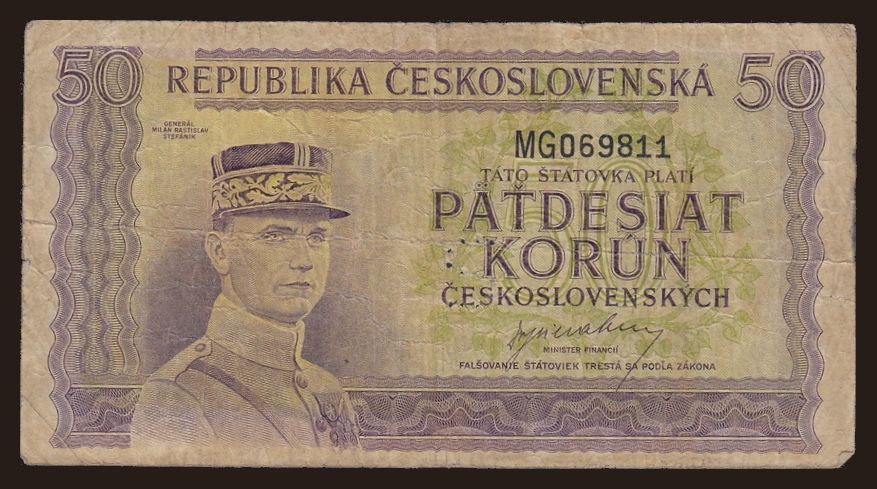 50 REPUBLIKA ČESKOSLOVENSKÁ 50
GENERÁL
MILAN RASTISLAV
ŠTEFÁNIK
MG069811
TÁTO ŠTÁTOVKA PLATÍ
PÄŤDESIAT
KORÚN
ČESKOSLOVENSKÝCH
MINISTER FINANCIÍ
FALŠOVANIE ŠTÁTOVIEK TRESTÁ SA PODĽA ZÁKONA